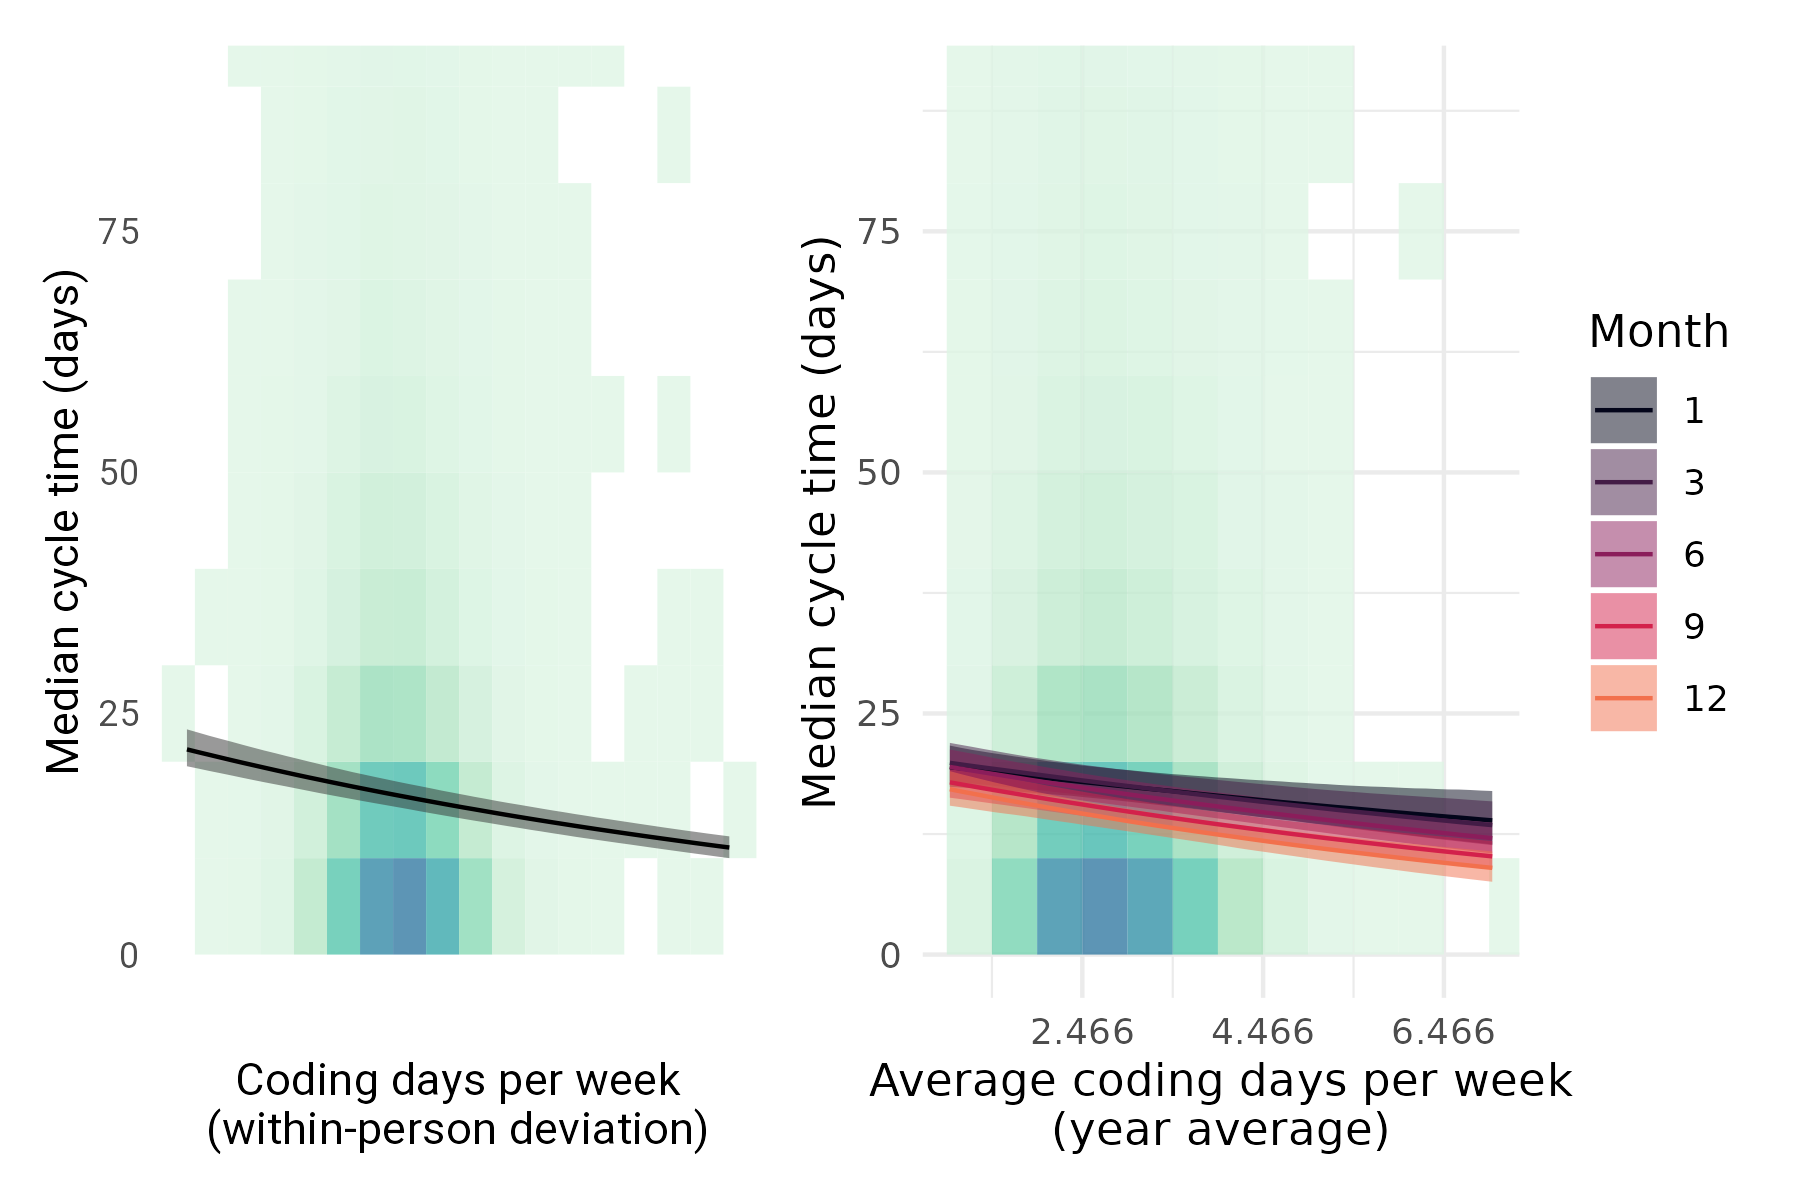 Median cycle time (days)
75
50
25
0
Coding days per week
(within-person deviation)
Median cycle time (days)
75
50
25
0
2.466
4.466
6.466
Average coding days per week
(year average)
Month
1
3
6
9
12